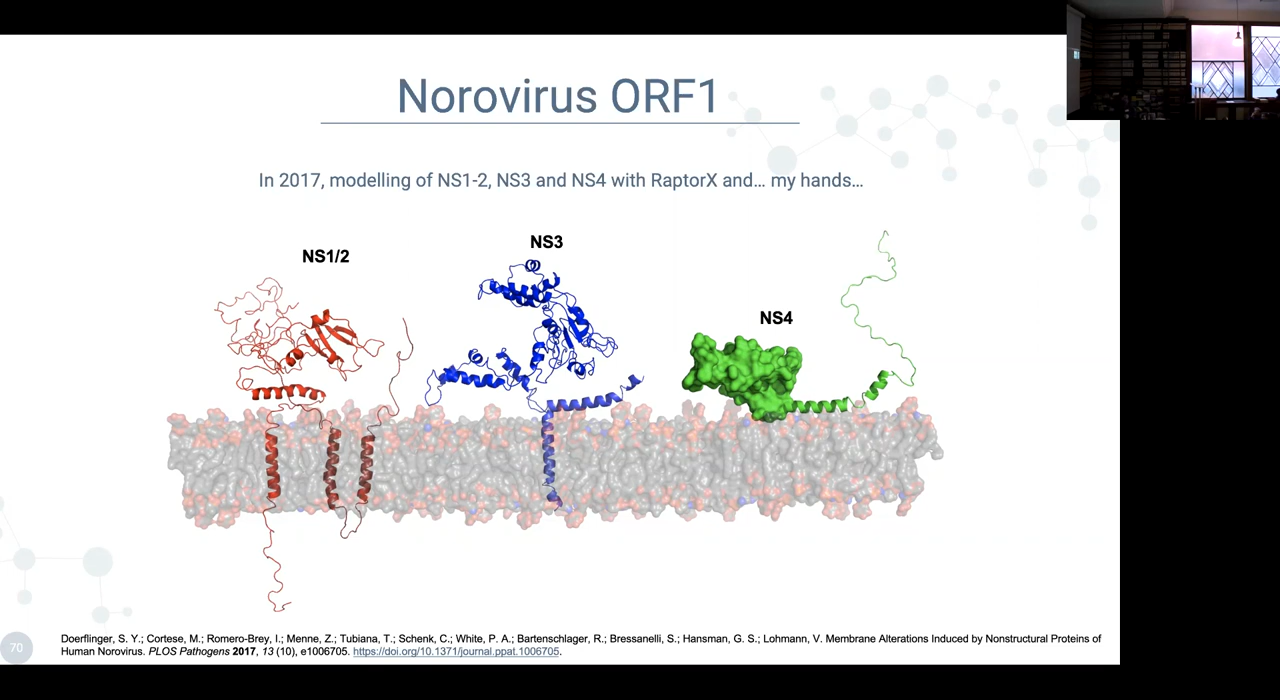 Norovirus ORF1
In 2017, modelling of NS1-2, NS3 and NS4 with RaptorX and… my hands…
NS1/2
NS3
NS4
70
Doerflinger, S. Y.; Cortese, M.; Romero-Brey, I.; Menne, Z.; Tubiana, T.; Schenk, C.; White, P. A.; Bartenschlager, R.; Bressanelli, S.; Hansman, G. S.; Lohmann, V. Membrane Alterations Induced by Nonstructural Proteins of
Human Norovirus. PLOS Pathogens 2017, 13 (10), e1006705. https://doi.org/10.1371/journal.ppat.1006705.